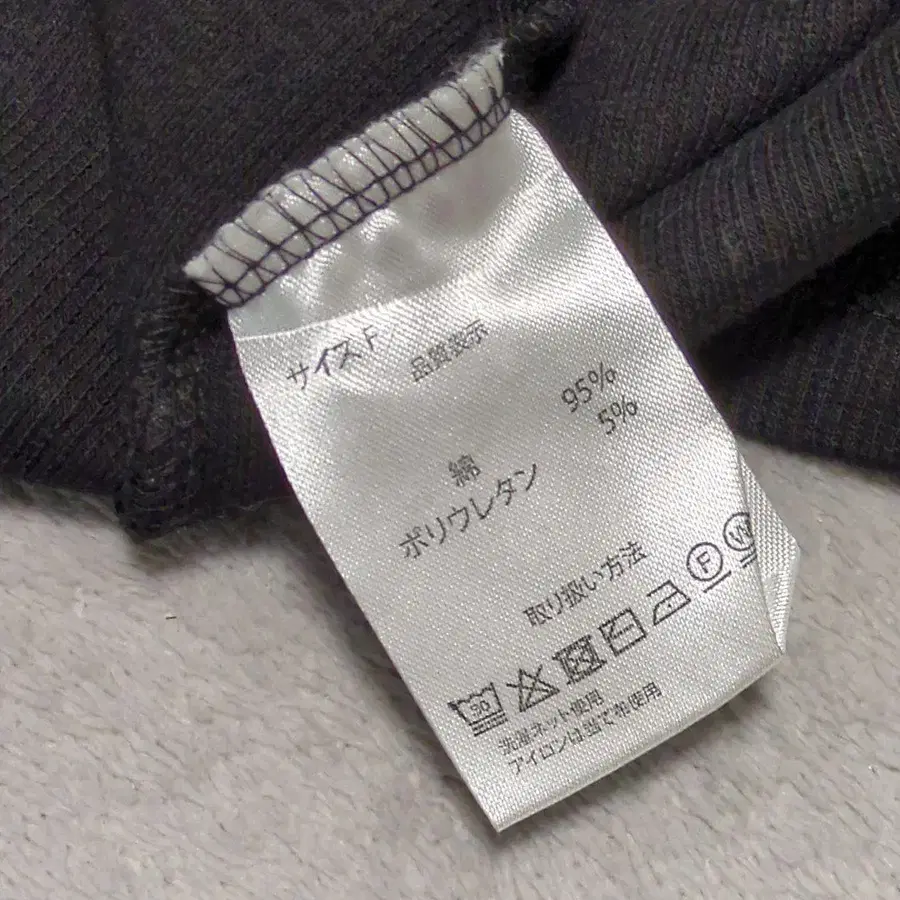 サイズ F
品質表示
綿 95%
ポリウレタン 5%
取り扱い方法
30 F W
洗濯ネット使用
アイロンは当て布使用